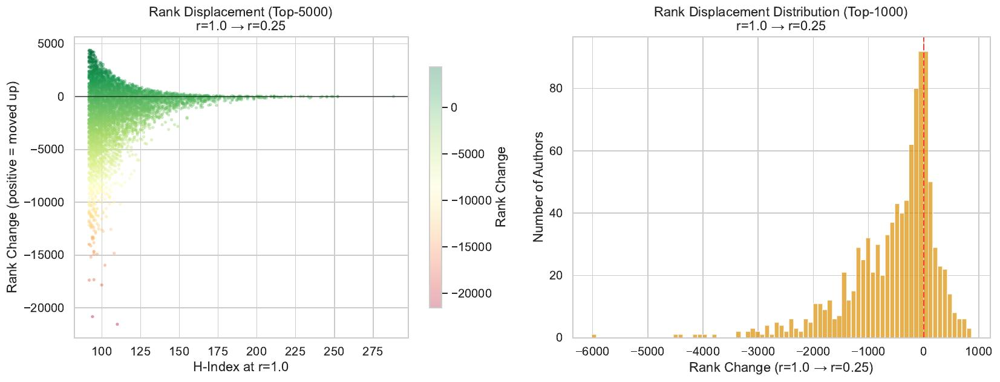 Rank Displacement (Top-5000)
r=1.0 → r=0.25
Rank Change (positive = moved up)
5000
0
−5000
−10000
−15000
−20000
100 125 150 175 200 225 250 275
H-Index at r=1.0
0
−5000
−10000
−15000
−20000
Rank Change
Rank Displacement Distribution (Top-1000)
r=1.0 → r=0.25
Number of Authors
80
60
40
20
0
−6000 −5000 −4000 −3000 −2000 −1000 0 1000
Rank Change (r=1.0 → r=0.25)